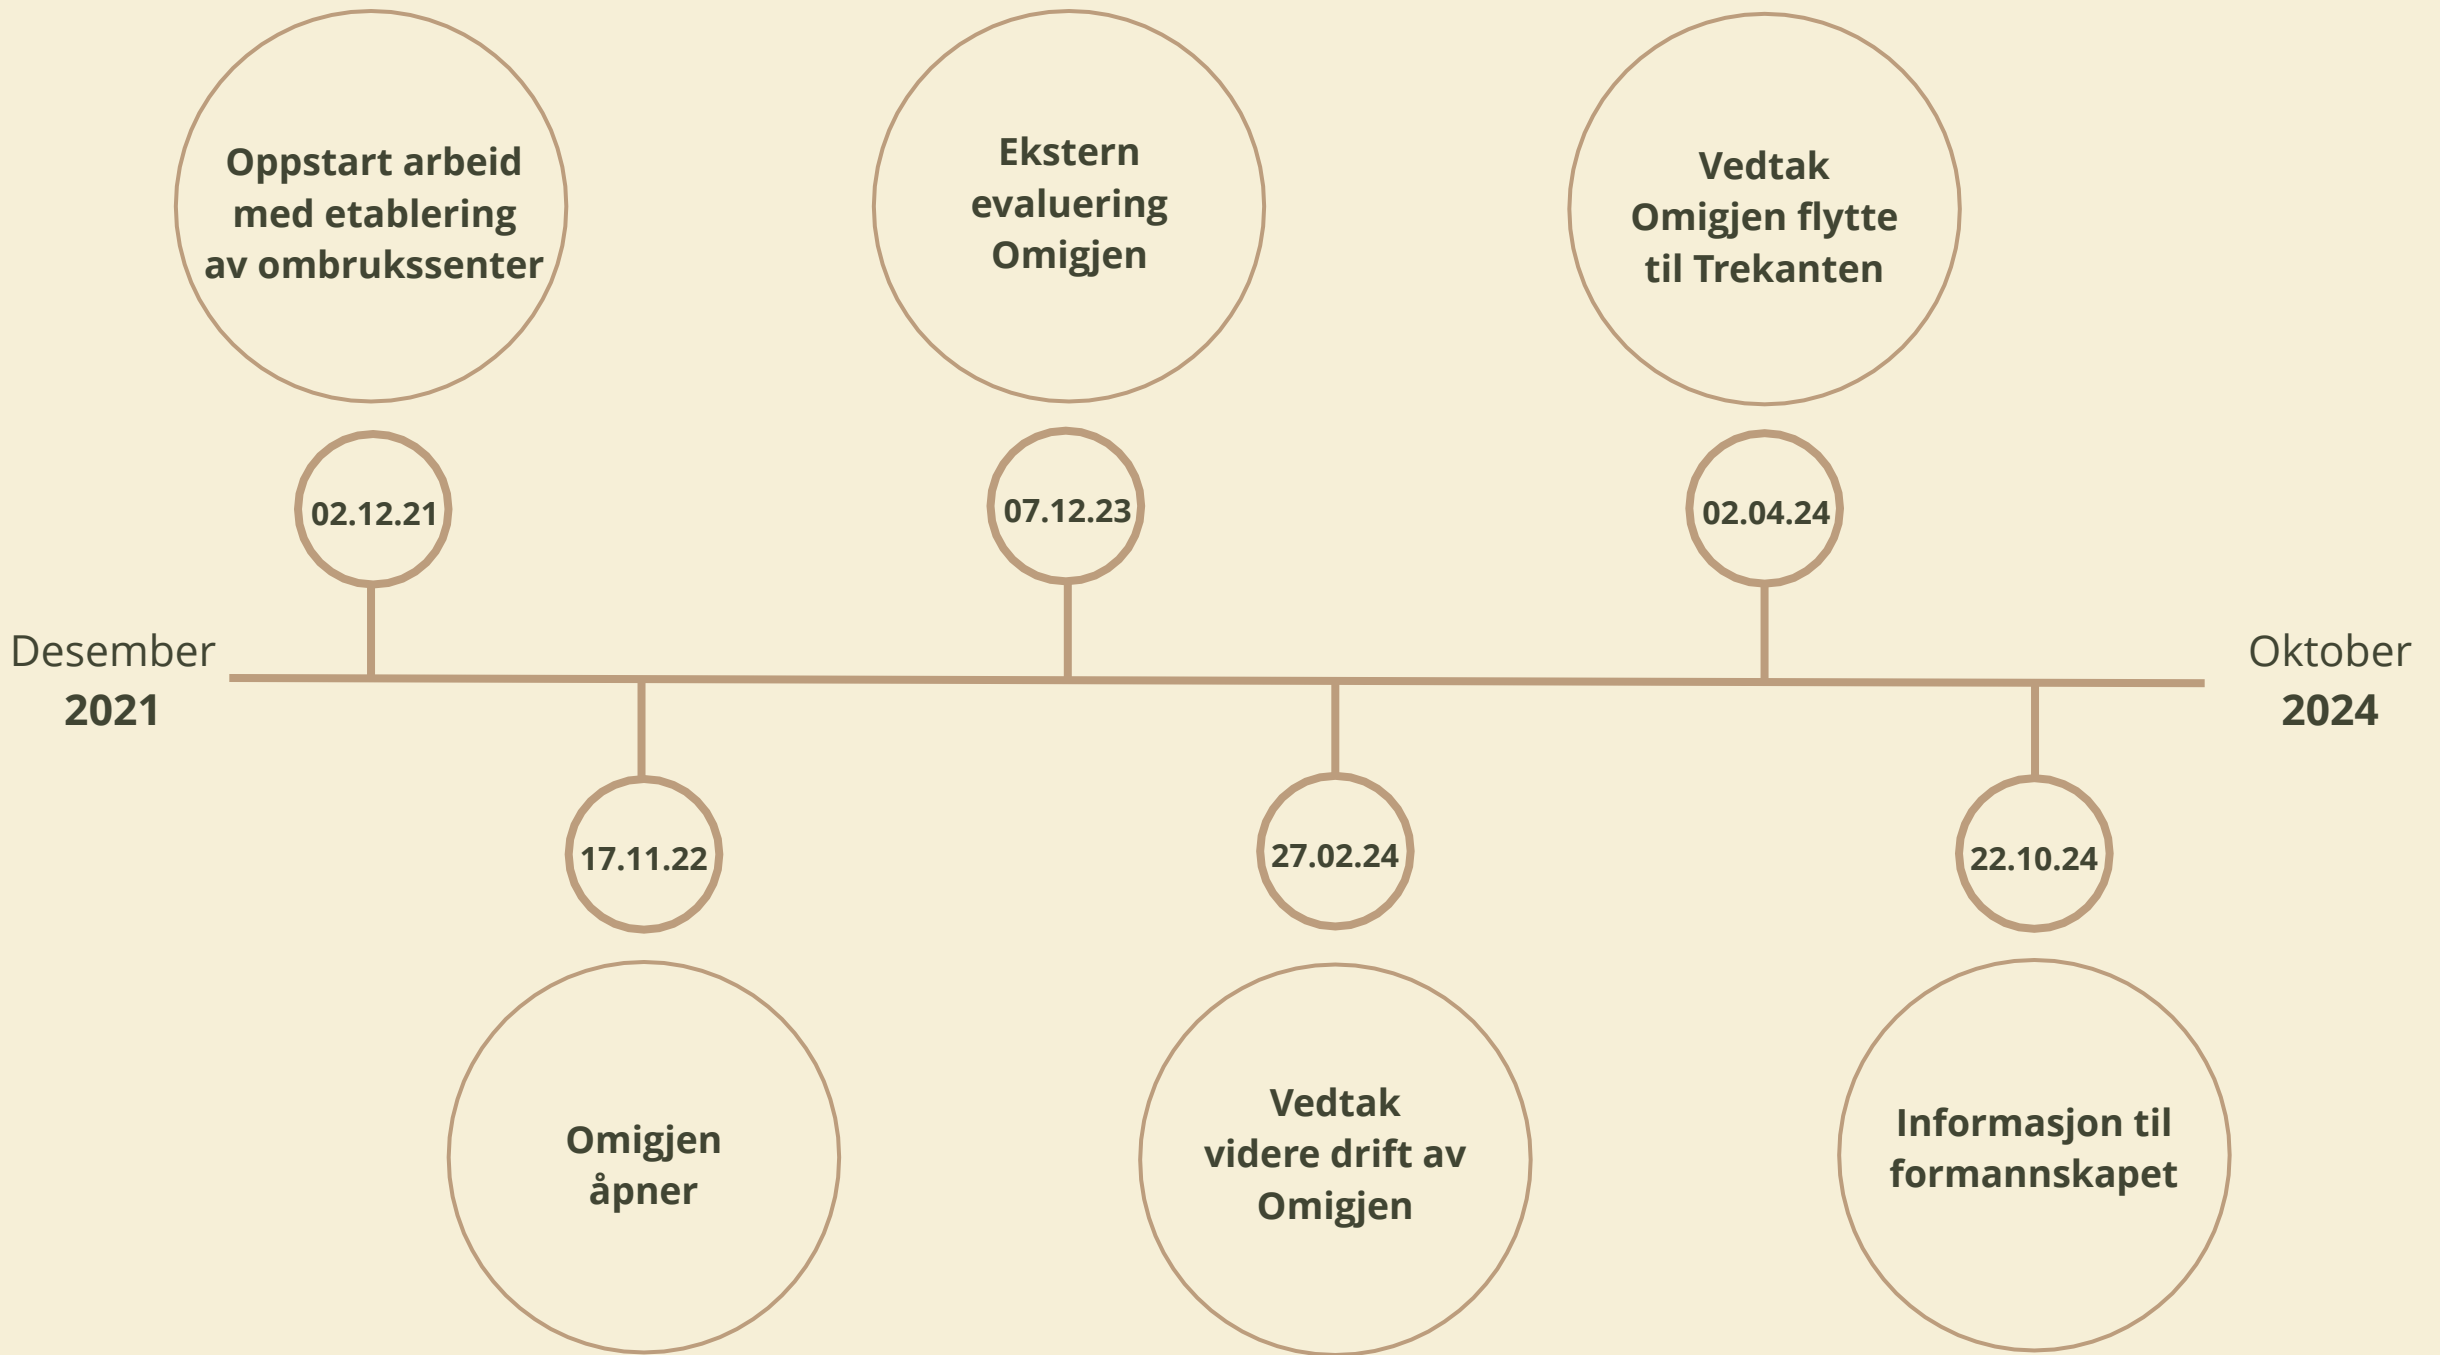 Oppstart arbeid
med etablering
av ombrukssenter
Ekstern
evaluering
Omigjen
Vedtak
Omigjen flytte
til Trekanten
02.12.21
07.12.23
02.04.24
Desember
2021
Oktober
2024
17.11.22
27.02.24
22.10.24
Omigjen
åpner
Vedtak
videre drift av
Omigjen
Informasjon til
formannskapet